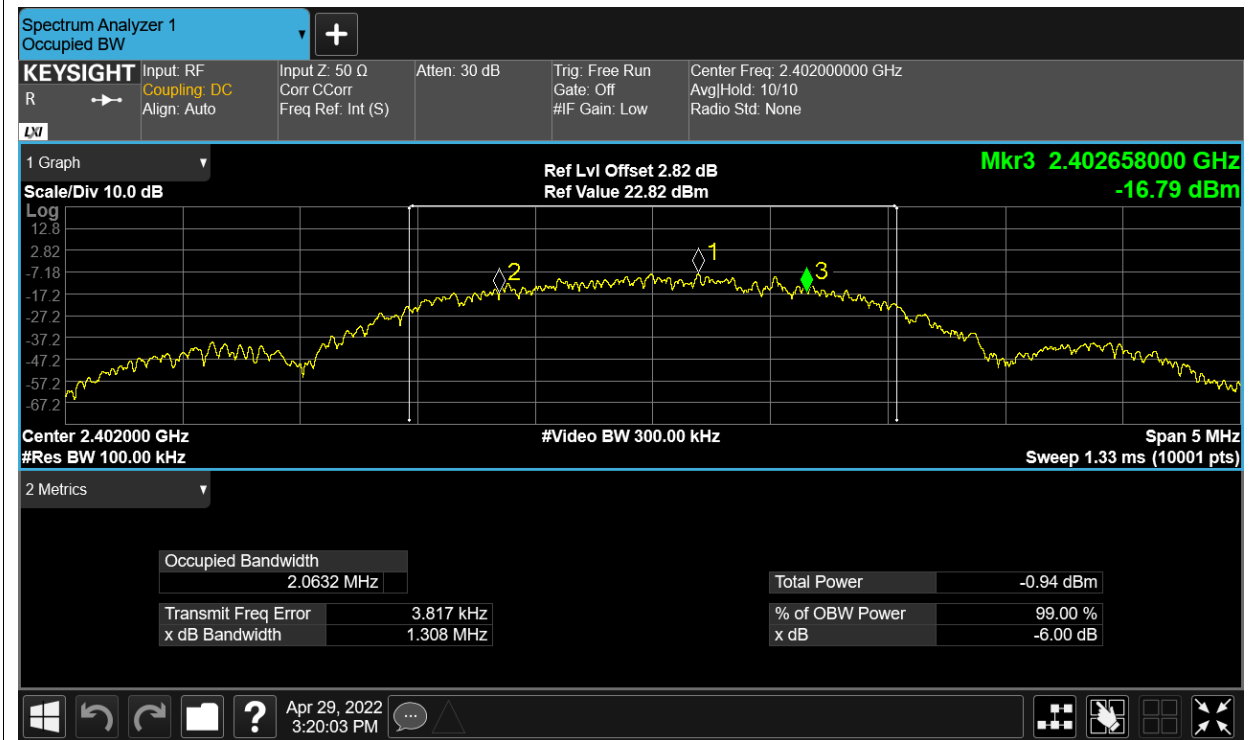 Spectrum Analyzer 1
Occupied BW
KEYSIGHT
R
LXI
Input: RF
Coupling: DC
Align: Auto
Input Z: 50 Ω
Corr CCorr
Freq Ref: Int (S)
Atten: 30 dB
Trig: Free Run
Gate: Off
#IF Gain: Low
Center Freq: 2.402000000 GHz
Avg|Hold: 10/10
Radio Std: None
1 Graph
Scale/Div 10.0 dB
Ref Lvl Offset 2.82 dB
Ref Value 22.82 dBm
Mkr3 2.402658000 GHz
-16.79 dBm
Log
12.8
2.82
-7.18
-17.2
-27.2
-37.2
-47.2
-57.2
-67.2
1
2
3
Center 2.402000 GHz
#Res BW 100.00 kHz
#Video BW 300.00 kHz
Span 5 MHz
Sweep 1.33 ms (10001 pts)
2 Metrics
Occupied Bandwidth
2.0632 MHz
Total Power -0.94 dBm
Transmit Freq Error 3.817 kHz
% of OBW Power 99.00 %
x dB Bandwidth 1.308 MHz
x dB -6.00 dB
?
Apr 29, 2022
3:20:03 PM